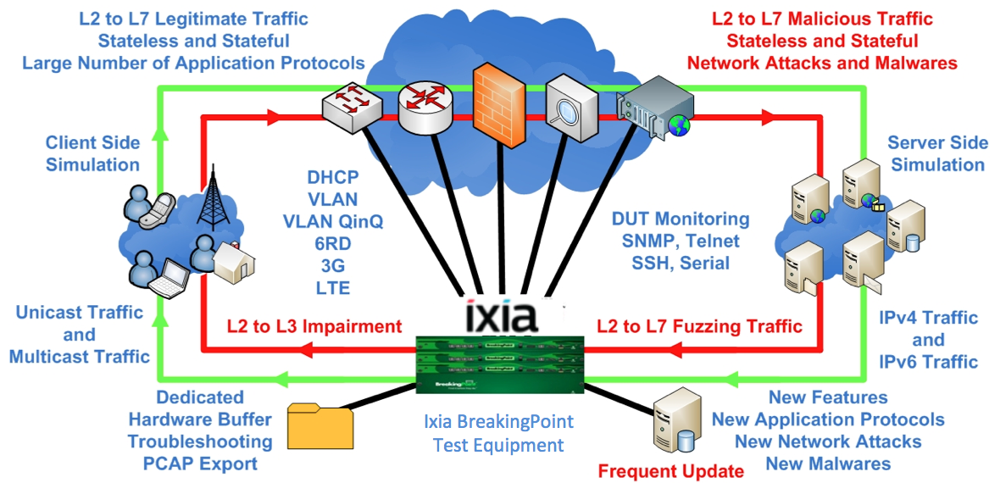 L2 to L7 Legitimate Traffic
Stateless and Stateful
Large Number of Application Protocols
L2 to L7 Malicious Traffic
Stateless and Stateful
Network Attacks and Malwares
Client Side
Simulation
Server Side
Simulation
DHCP
VLAN
VLAN QinQ
6RD
3G
LTE
DUT Monitoring
SNMP, Telnet
SSH, Serial
Unicast Traffic
and
Multicast Traffic
L2 to L3 Impairment
ixia
L2 to L7 Fuzzing Traffic
IPv4 Traffic
and
IPv6 Traffic
BreakingPoint
Dedicated
Hardware Buffer
Troubleshooting
PCAP Export
Ixia BreakingPoint
Test Equipment
Frequent Update
New Features
New Application Protocols
New Network Attacks
New Malwares